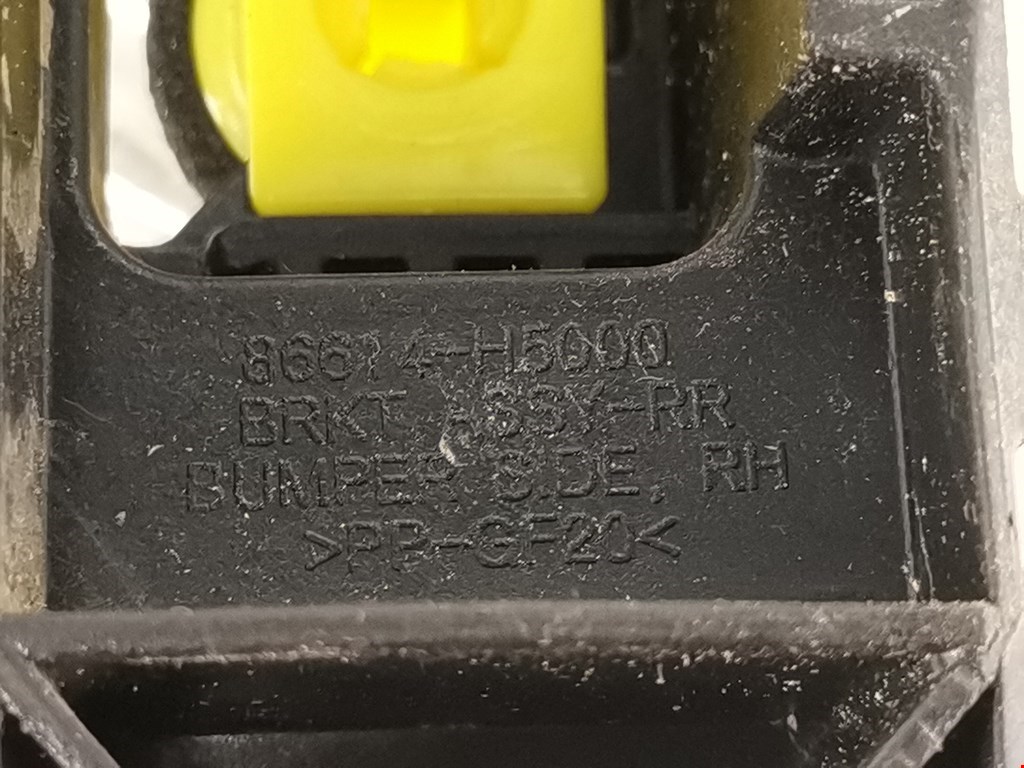 86614-H5000
BRKT ASSY-RR
BUMPER SIDE, RH
>PP-GF20<